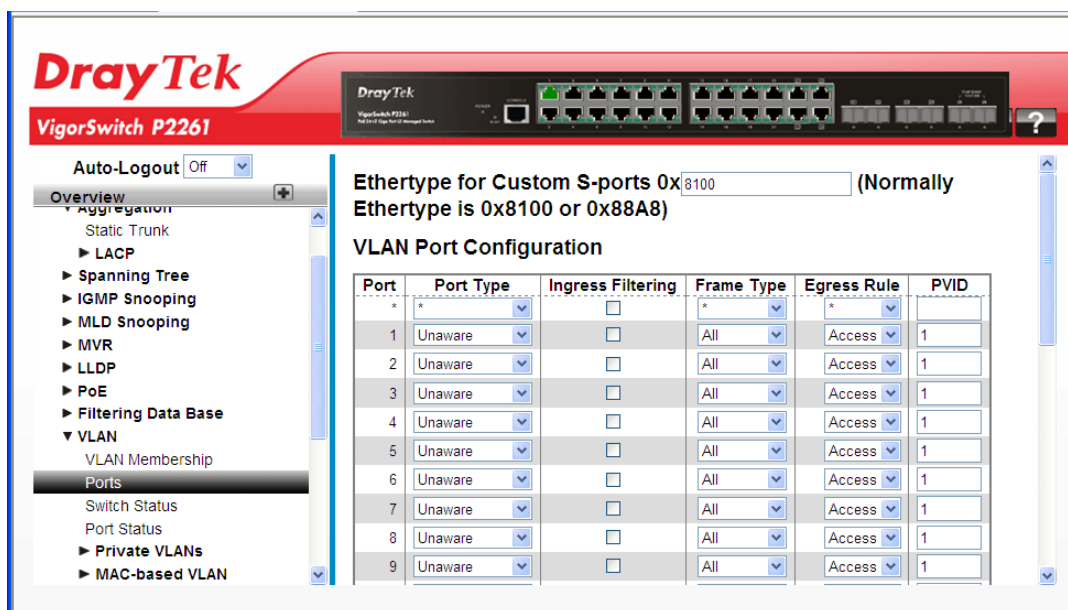 DrayTek
VigorSwitch P2261
DrayTek
VigorSwitch P2261
?
Auto-Logout Off
Overview
Aggregation
Static Trunk
LACP
Spanning Tree
IGMP Snooping
MLD Snooping
MVR
LLDP
PoE
Filtering Data Base
VLAN
VLAN Membership
Ports
Switch Status
Port Status
Private VLANs
MAC-based VLAN
Ethertype for Custom S-ports 0x 8100 (Normally
Ethertype is 0x8100 or 0x88A8)
VLAN Port Configuration
Port Port Type Ingress Filtering Frame Type Egress Rule PVID
* * * *
1 Unaware All Access 1
2 Unaware All Access 1
3 Unaware All Access 1
4 Unaware All Access 1
5 Unaware All Access 1
6 Unaware All Access 1
7 Unaware All Access 1
8 Unaware All Access 1
9 Unaware All Access 1